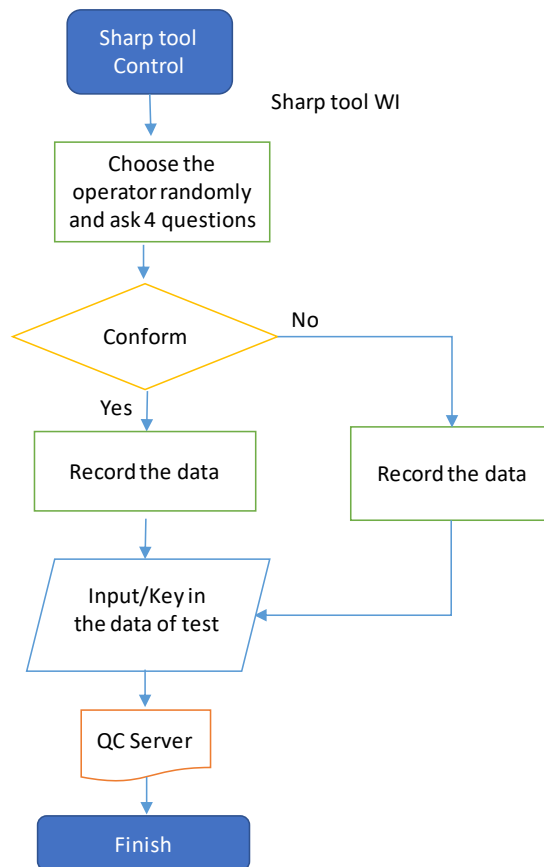 Sharp tool
Control
Sharp tool WI
Choose the
operator randomly
and ask 4 questions
Conform
No
Yes
Record the data
Record the data
Input/Key in
the data of test
QC Server
Finish